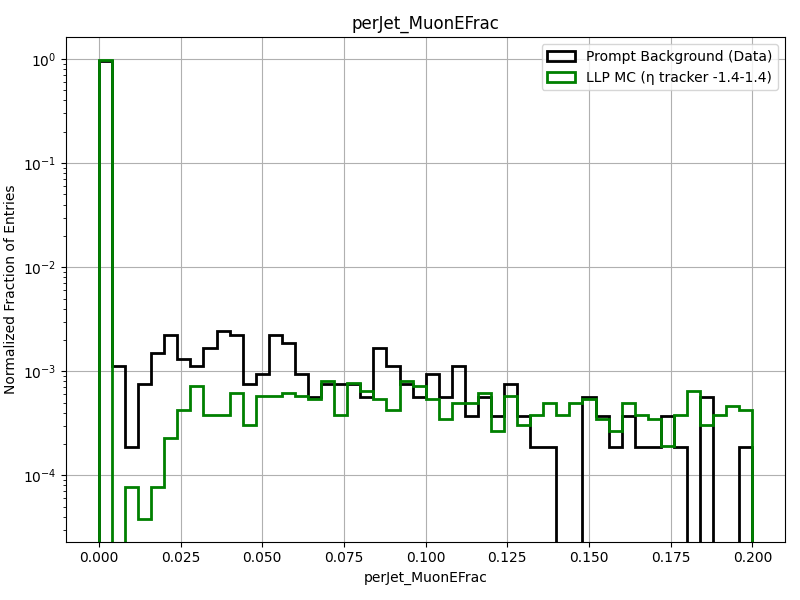 perJet_MuonEFrac
Prompt Background (Data)
LLP MC (η tracker -1.4-1.4)
Normalized Fraction of Entries
10⁰
10⁻¹
10⁻²
10⁻³
10⁻⁴
0.000 0.025 0.050 0.075 0.100 0.125 0.150 0.175 0.200
perJet_MuonEFrac